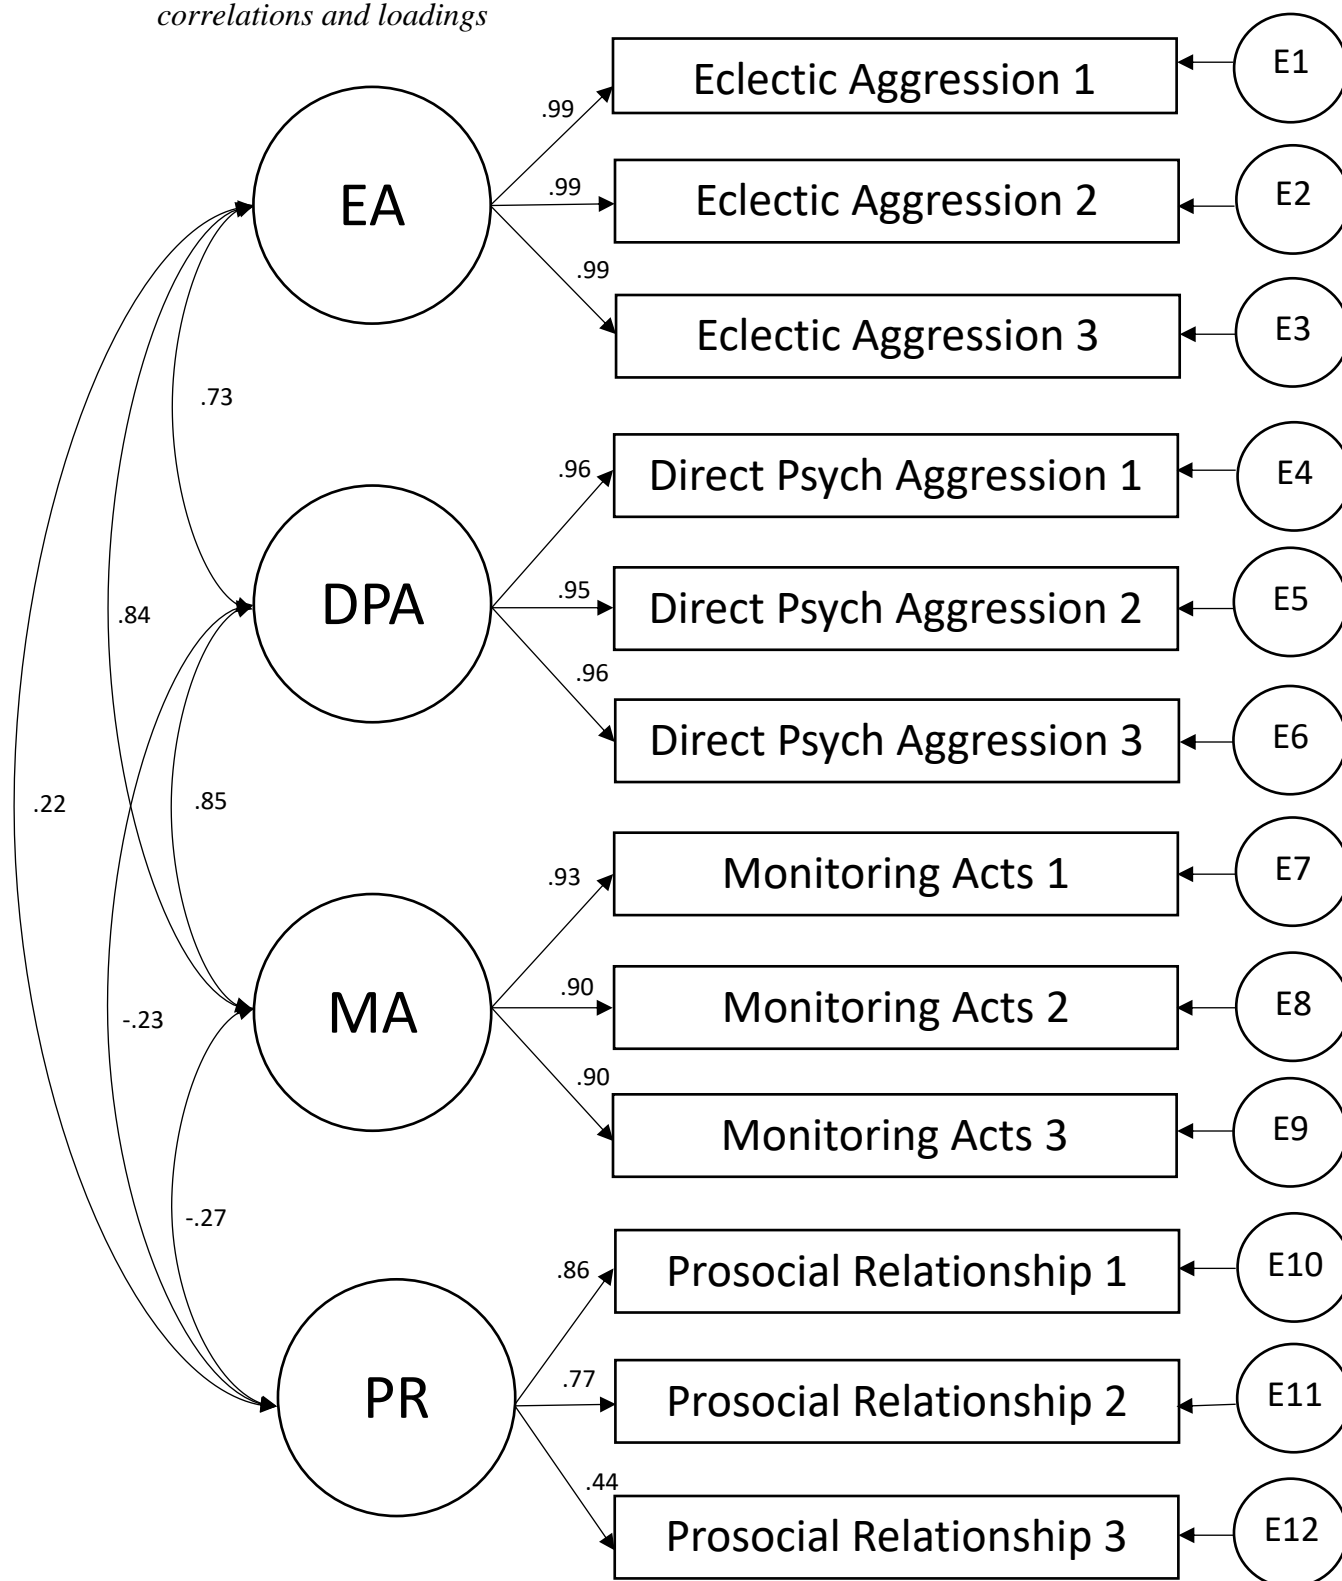 correlations and loadings
Eclectic Aggression 1
E1
.99
EA
.99
Eclectic Aggression 2
E2
.99
Eclectic Aggression 3
E3
.73
.96
Direct Psych Aggression 1
E4
DPA
.95
Direct Psych Aggression 2
E5
.84
.96
Direct Psych Aggression 3
E6
.22
.85
.93
Monitoring Acts 1
E7
MA
.90
Monitoring Acts 2
E8
-.23
.90
Monitoring Acts 3
E9
-.27
.86
Prosocial Relationship 1
E10
PR
.77
Prosocial Relationship 2
E11
.44
Prosocial Relationship 3
E12